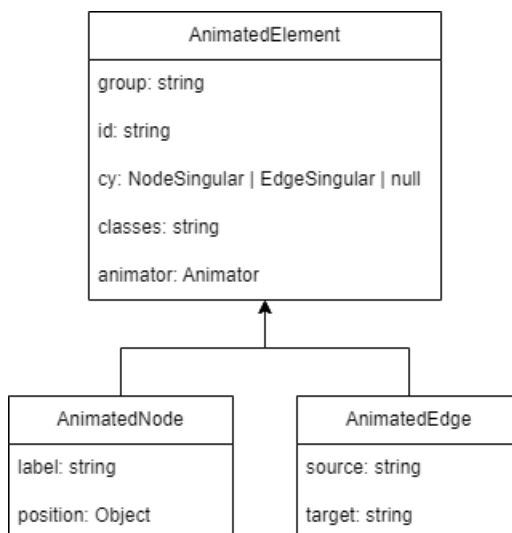 AnimatedElement
group: string
id: string
cy: NodeSingular | EdgeSingular | null
classes: string
animator: Animator
AnimatedNode
label: string
position: Object
AnimatedEdge
source: string
target: string